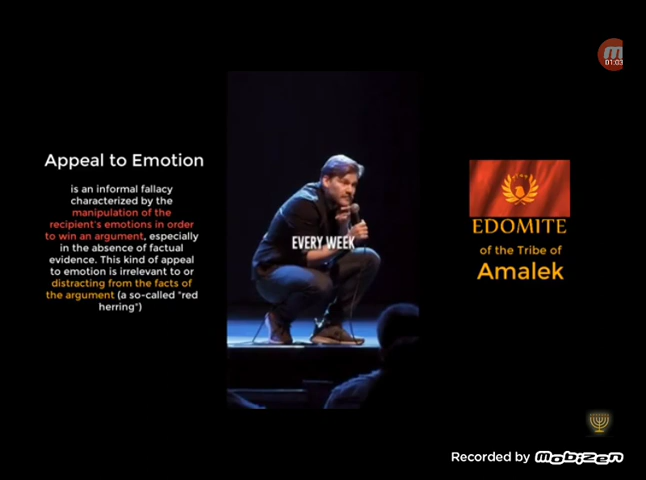 M
01:03
Appeal to Emotion
is an informal fallacy
characterized by the
manipulation of the
recipient's emotions in order
to win an argument, especially
in the absence of factual
evidence. This kind of appeal
to emotion is irrelevant to or
distracting from the facts of
the argument (a so-called "red
herring")
EVERY WEEK
EDOMITE
of the Tribe of
Amalek
Recorded by mobizen